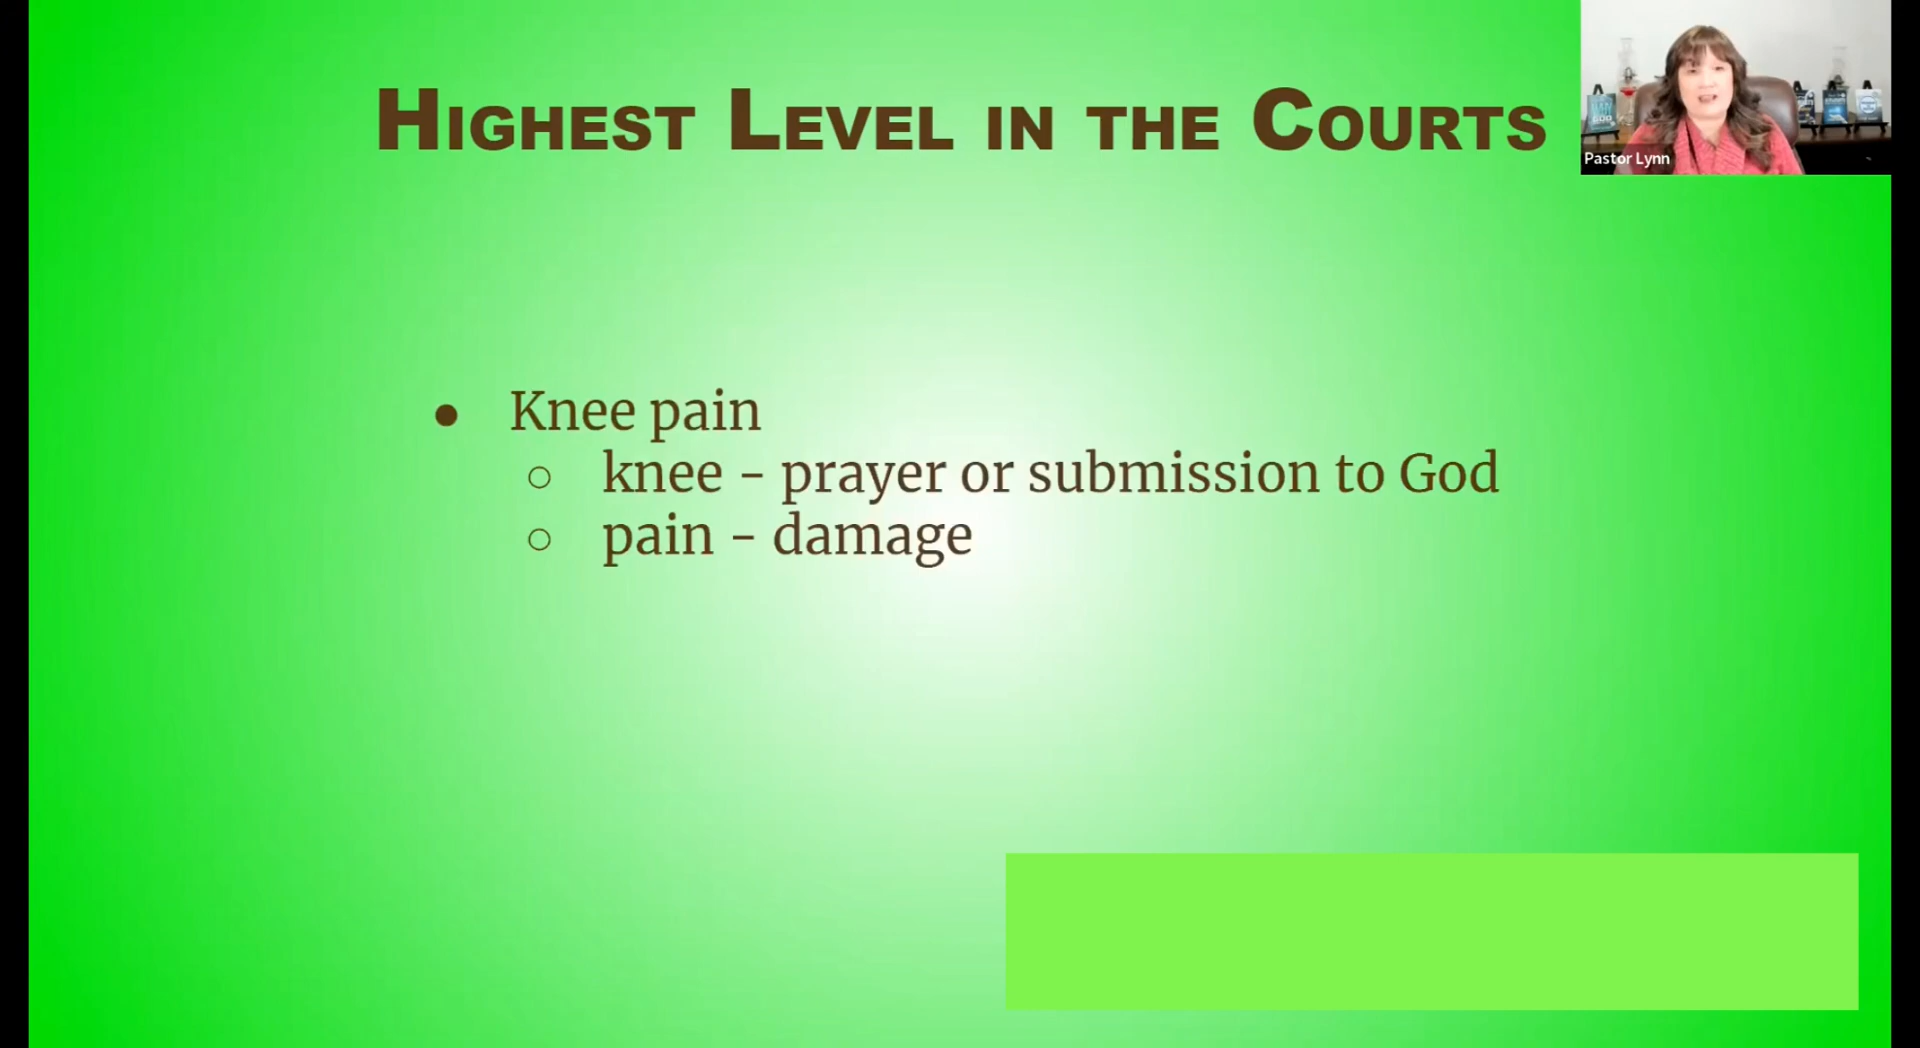 HIGHEST LEVEL IN THE COURTS
Pastor Lynn
● Knee pain
○ knee - prayer or submission to God
○ pain - damage